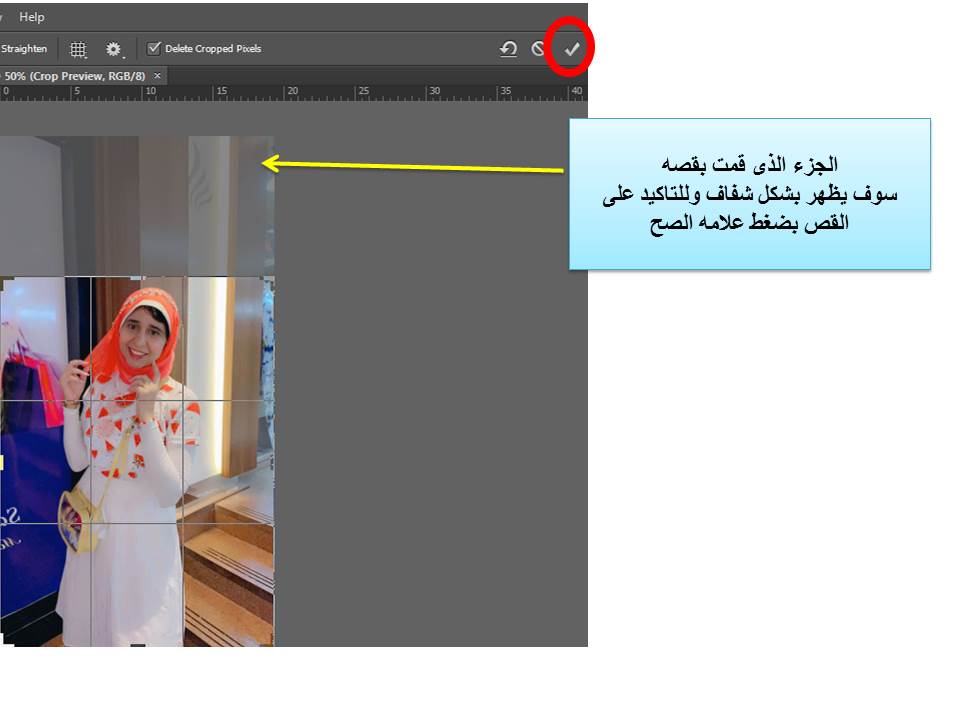 Help
Straighten
Delete Cropped Pixels
50% (Crop Preview, RGB/8) ×
0 5 10 15 20 25 30 35 40
الجزء الذى قمت بقصه
سوف يظهر بشكل شفاف وللتاكيد على
القص بضغط علامه الصح